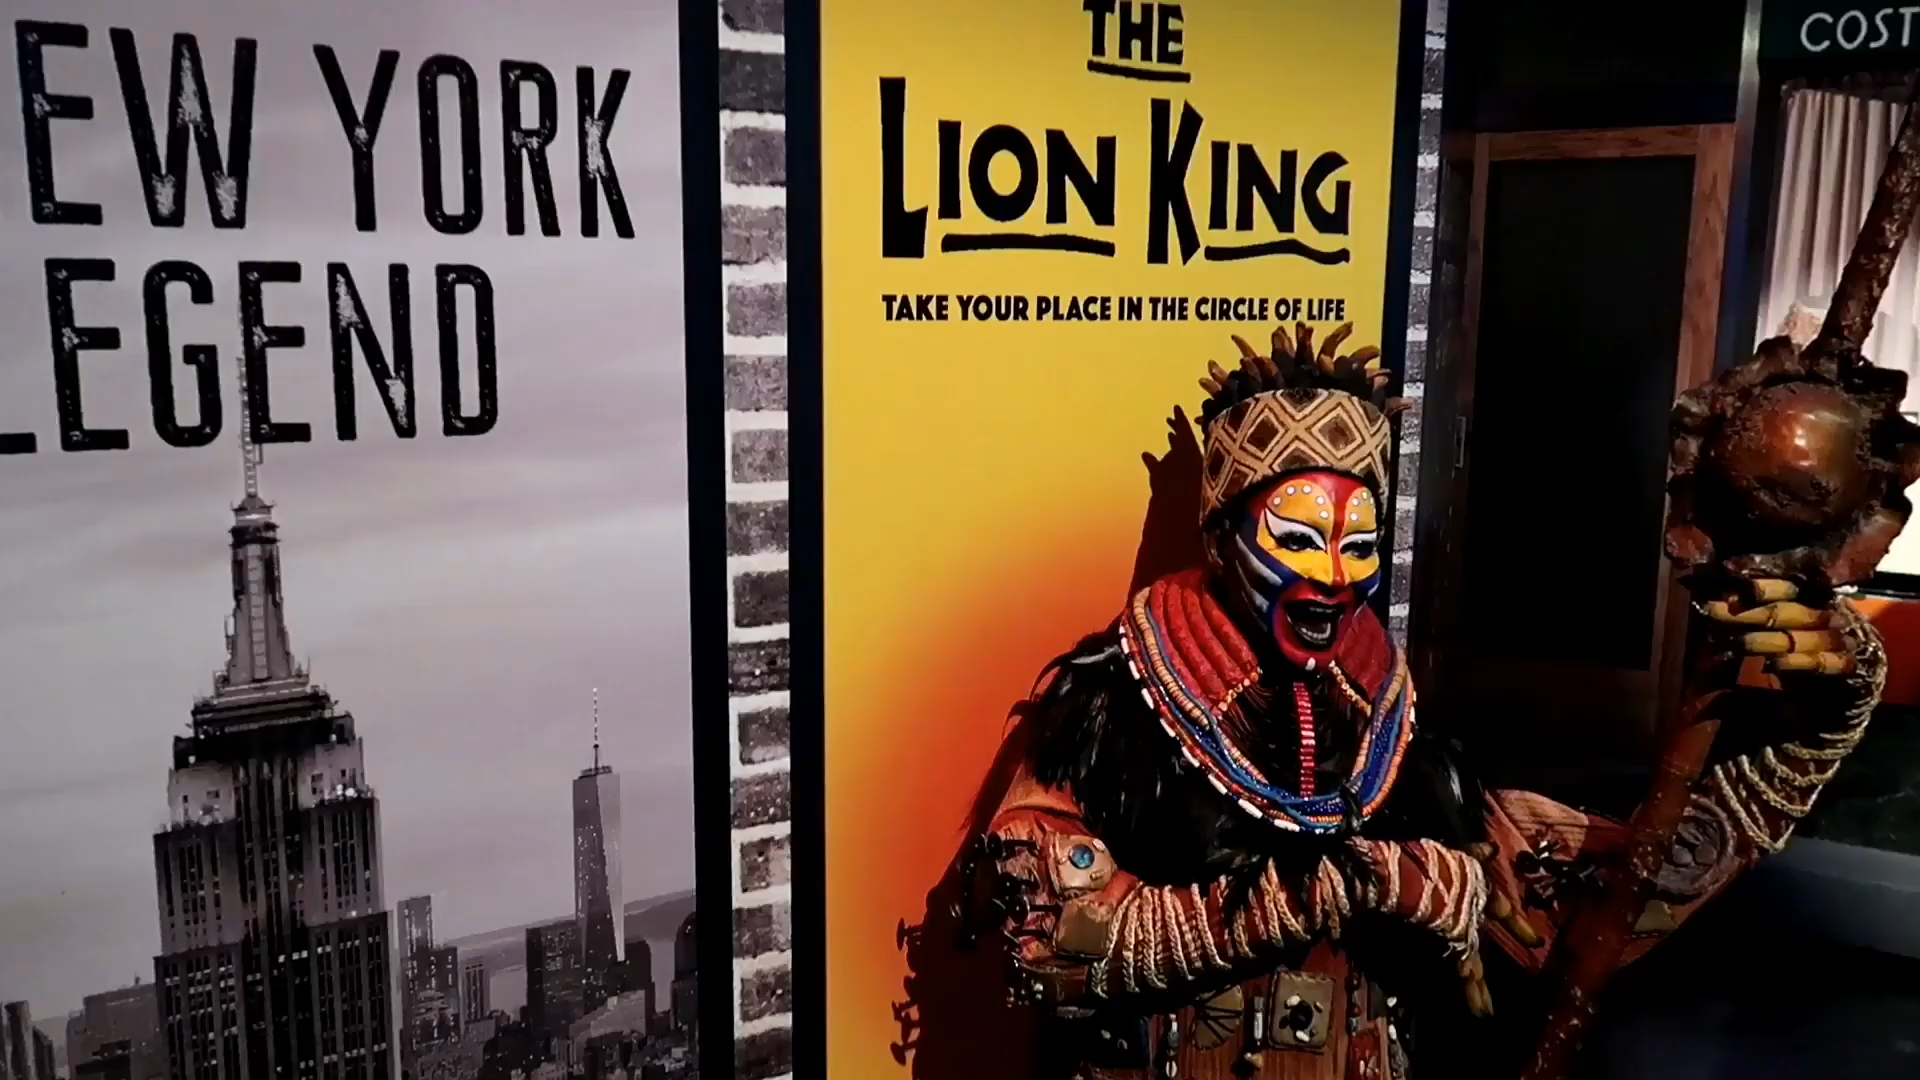 EW YORK
LEGEND
THE
LION KING
TAKE YOUR PLACE IN THE CIRCLE OF LIFE
COST